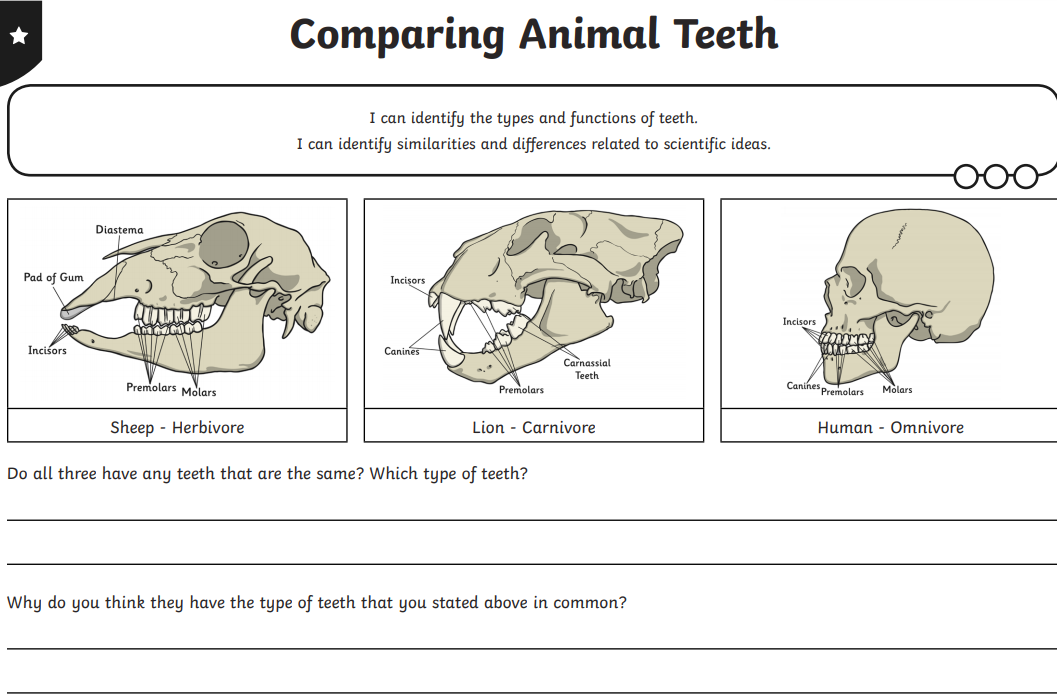 Comparing Animal Teeth
I can identify the types and functions of teeth.
I can identify similarities and differences related to scientific ideas.
Diastema
Pad of Gum
Incisors
Premolars
Molars
Sheep - Herbivore
Incisors
Canines
Carnassial
Teeth
Premolars
Lion - Carnivore
Incisors
Canines
Premolars
Molars
Human - Omnivore
Do all three have any teeth that are the same? Which type of teeth?
Why do you think they have the type of teeth that you stated above in common?